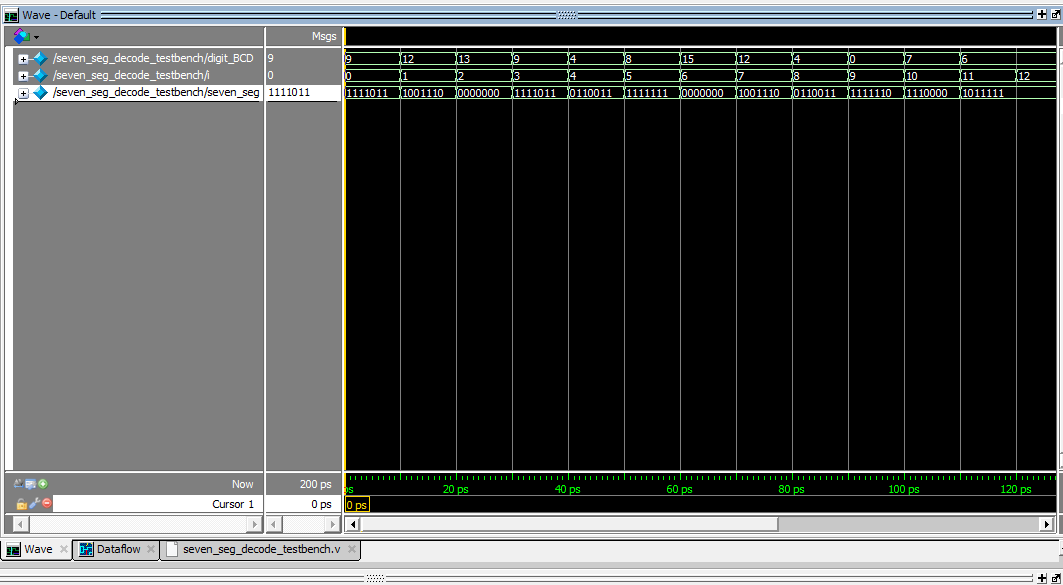 Wave - Default
Msgs
/seven_seg_decode_testbench/digit_BCD 9 9 12 13 9 4 8 15 12 4 0 7 6
/seven_seg_decode_testbench/i 0 0 1 2 3 4 5 6 7 8 9 10 11 12
/seven_seg_decode_testbench/seven_seg 1111011 1111011 1001110 0000000 1111011 0110011 1111111 0000000 1001110 0110011 1111110 1110000 1011111
Now 200 ps ps 20 ps 40 ps 60 ps 80 ps 100 ps 120 ps
Cursor 1 0 ps 0 ps
Wave Dataflow seven_seg_decode_testbench.v